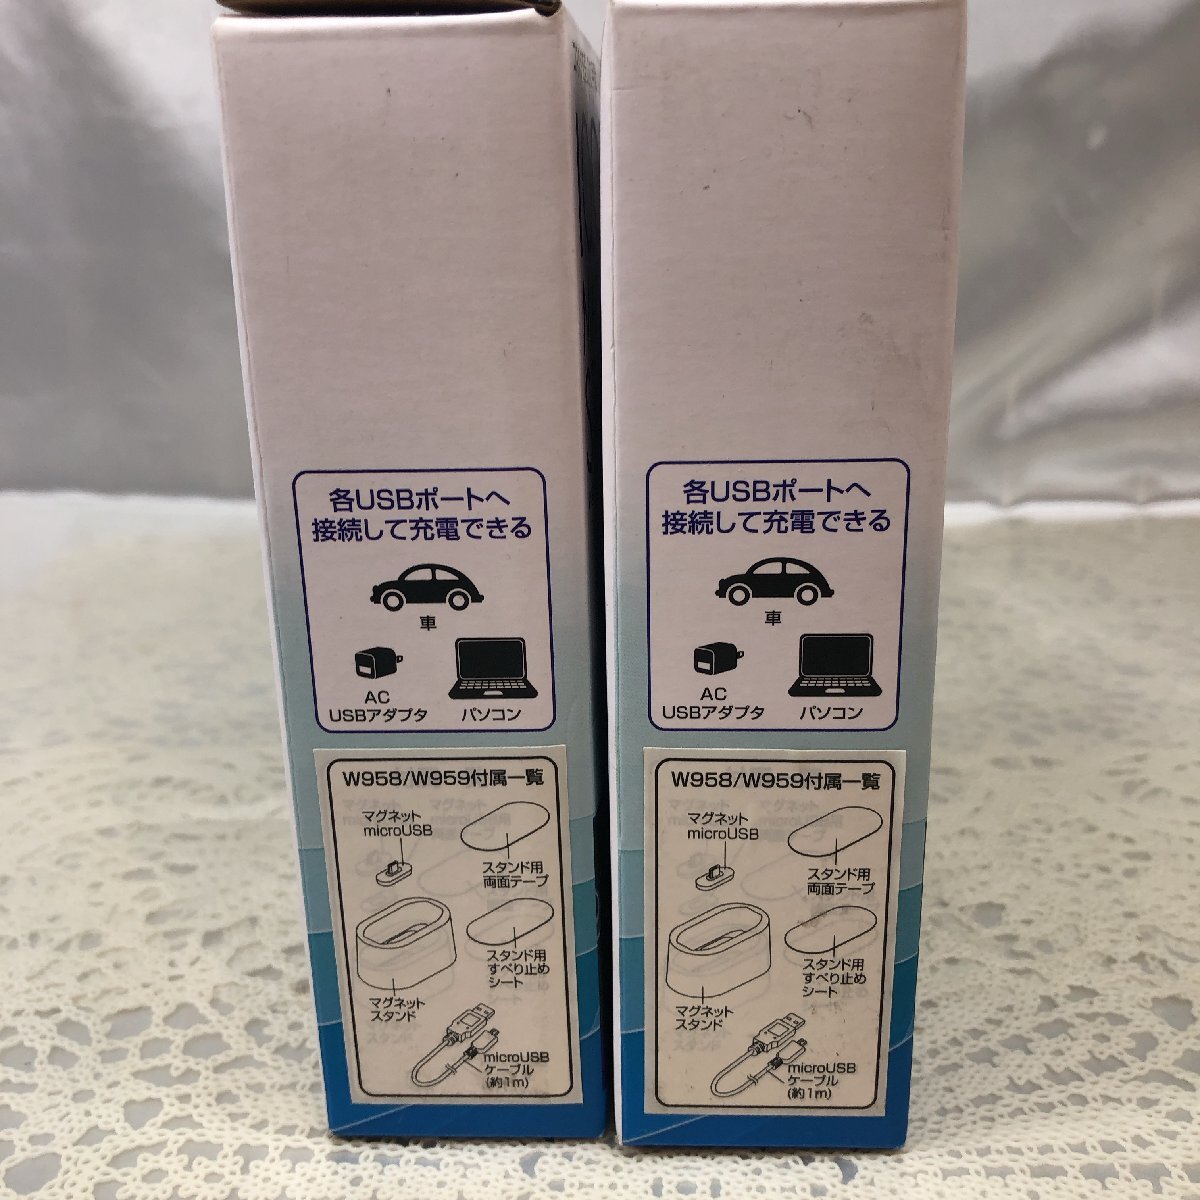 各USBポートへ
接続して充電できる
車
AC
USBアダプタ
パソコン
W958/W959付属一覧
マグネット
microUSB
スタンド用
両面テープ
スタンド用
すべり止め
シート
マグネット
スタンド
microUSB
ケーブル
(約1m)
各USBポートへ
接続して充電できる
車
AC
USBアダプタ
パソコン
W958/W959付属一覧
マグネット
microUSB
スタンド用
両面テープ
スタンド用
すべり止め
シート
マグネット
スタンド
microUSB
ケーブル
(約1m)